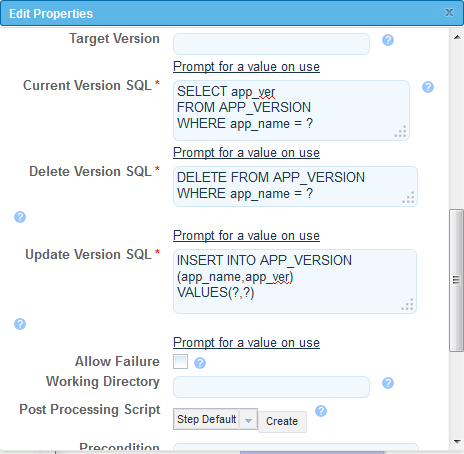 Edit Properties x
Target Version ?
Prompt for a value on use
Current Version SQL * ?
SELECT app_ver
FROM APP_VERSION
WHERE app_name = ?
Prompt for a value on use
Delete Version SQL *
DELETE FROM APP_VERSION
WHERE app_name = ?
?
Prompt for a value on use
Update Version SQL *
INSERT INTO APP_VERSION
(app_name,app_ver)
VALUES(?,?)
?
Prompt for a value on use
Allow Failure ?
Working Directory ?
Post Processing Script Step Default Create ?
Precondition